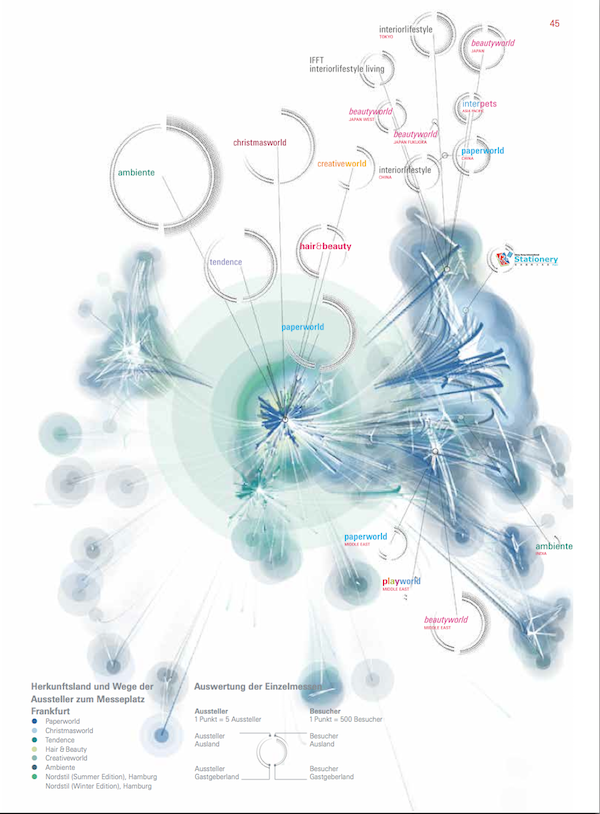 45
interiorlifestyle
TOKYO
beautyworld
JAPAN
IFFT
interiorlifestyle living
interpets
ASIA PACIFIC
beautyworld
JAPAN WEST
beautyworld
JAPAN FUKUOKA
paperworld
CHINA
interiorlifestyle
CHINA
christmasworld
creativeworld
ambiente
hair&beauty
tendence
Stationery
paperworld
paperworld
MIDDLE EAST
ambiente
INDIA
playworld
MIDDLE EAST
beautyworld
MIDDLE EAST
Herkunftsland und Wege der
Aussteller zum Messeplatz
Frankfurt
Paperworld
Christmasworld
Tendence
Hair & Beauty
Creativeworld
Ambiente
Nordstil (Summer Edition), Hamburg
Nordstil (Winter Edition), Hamburg
Auswertung der Einzelmessen
Aussteller
1 Punkt = 5 Aussteller
Besucher
1 Punkt = 500 Besucher
Aussteller
Ausland
Besucher
Ausland
Aussteller
Gastgeberland
Besucher
Gastgeberland